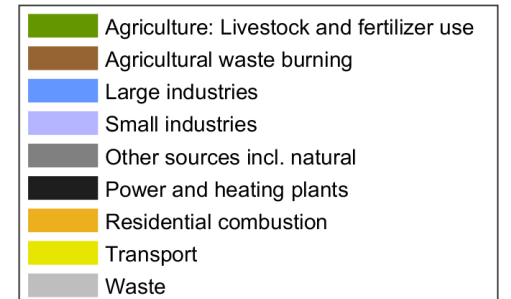 Agriculture: Livestock and fertilizer use
Agricultural waste burning
Large industries
Small industries
Other sources incl. natural
Power and heating plants
Residential combustion
Transport
Waste